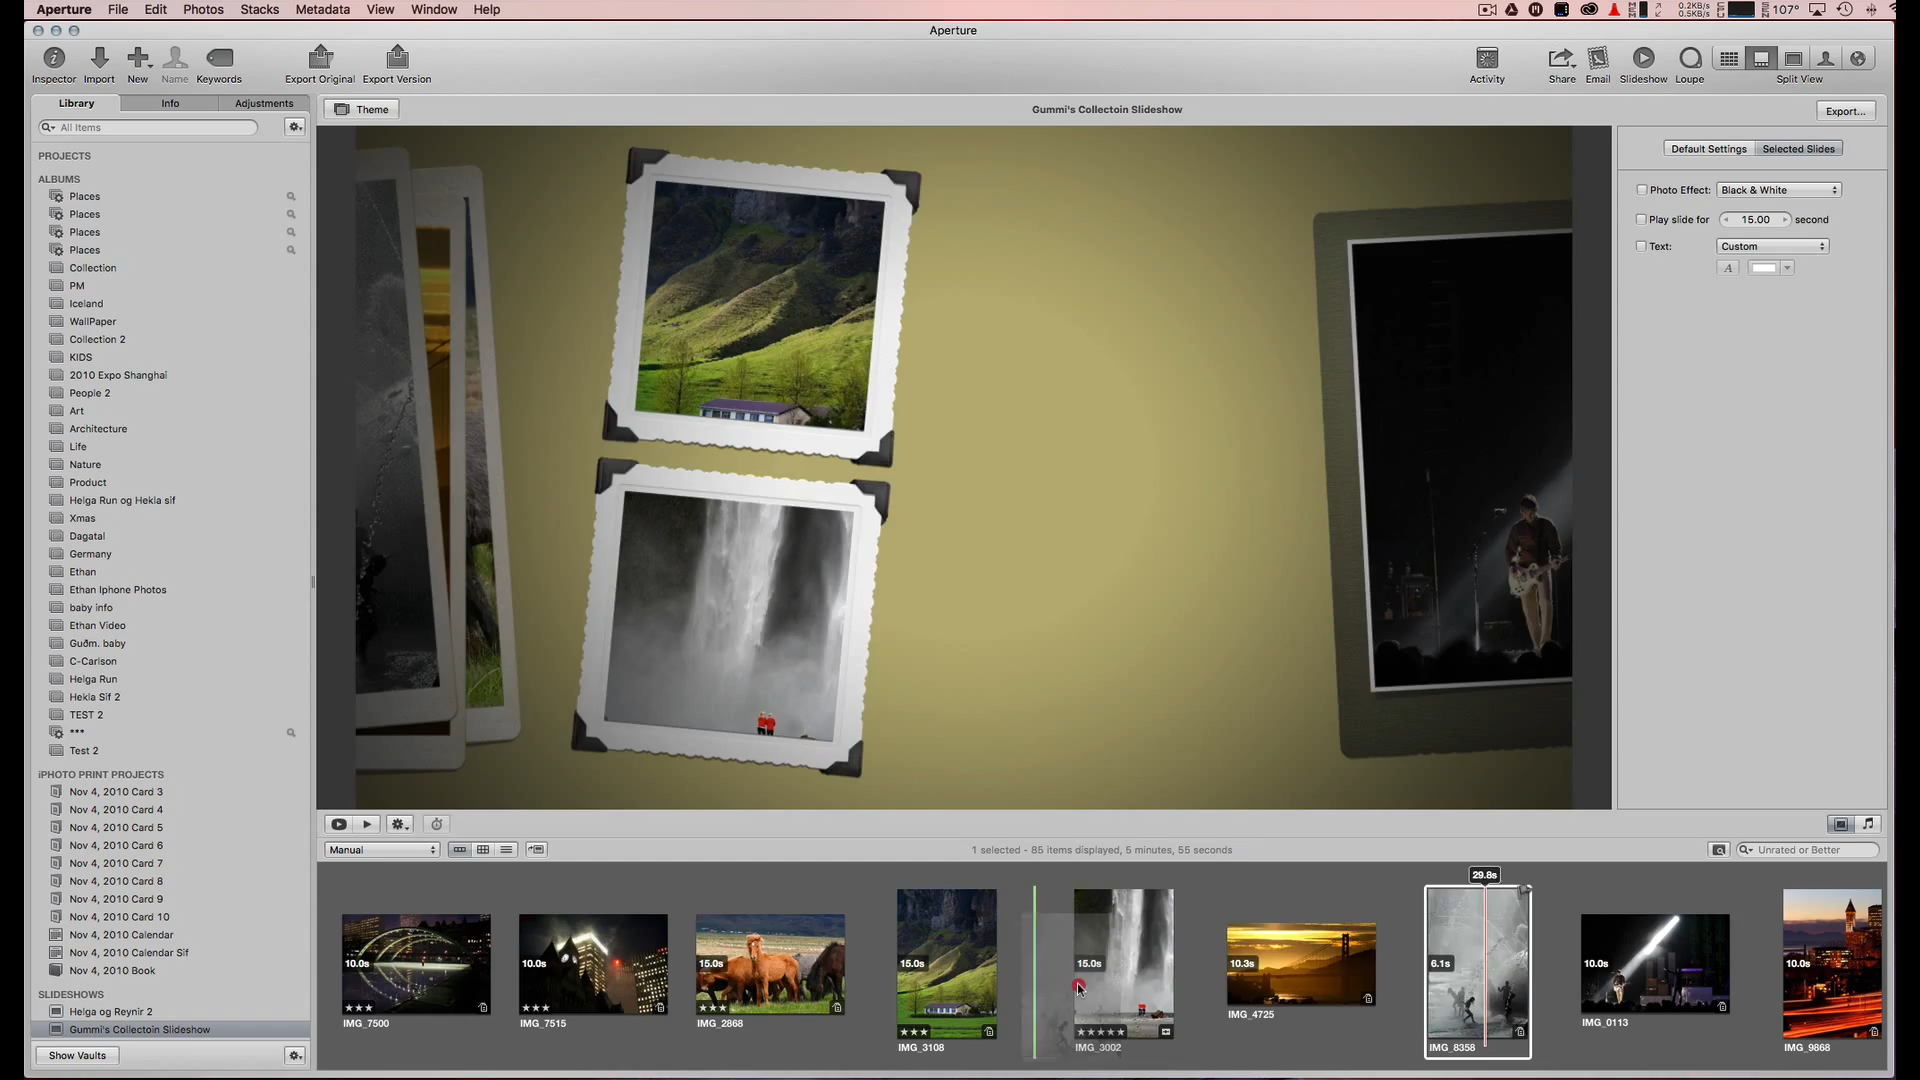 Aperture File Edit Photos Stacks Metadata View Window Help
0.2KB/s
0.5KB/s
107°
Aperture
Inspector Import New Name Keywords Export Original Export Version Activity Share Email Slideshow Loupe Split View
Library Info Adjustments
Theme
Gummi's Collectoin Slideshow
Export...
All Items
PROJECTS
ALBUMS
Places
Places
Places
Places
Collection
PM
Iceland
WallPaper
Collection 2
KIDS
2010 Expo Shanghai
People 2
Art
Architecture
Life
Nature
Product
Helga Run og Hekla sif
Xmas
Dagatal
Germany
Ethan
Ethan Iphone Photos
baby info
Ethan Video
Guðm. baby
C-Carlson
Helga Run
Hekla Sif 2
TEST 2
***
Test 2
iPHOTO PRINT PROJECTS
Nov 4, 2010 Card 3
Nov 4, 2010 Card 4
Nov 4, 2010 Card 5
Nov 4, 2010 Card 6
Nov 4, 2010 Card 7
Nov 4, 2010 Card 8
Nov 4, 2010 Card 9
Nov 4, 2010 Card 10
Nov 4, 2010 Calendar
Nov 4, 2010 Calendar Sif
Nov 4, 2010 Book
SLIDESHOWS
Helga og Reynir 2
Gummi's Collectoin Slideshow
Show Vaults
Default Settings Selected Slides
Photo Effect: Black & White
Play slide for 15.00 second
Text: Custom
A
Manual
1 selected - 85 items displayed, 5 minutes, 55 seconds
Unrated or Better
29.8s
10.0s 10.0s 15.0s 15.0s 15.0s 10.3s 6.1s 10.0s 10.0s
IMG_7500 IMG_7515 IMG_2868 IMG_3108 IMG_3002 IMG_4725 IMG_8358 IMG_0113 IMG_9868